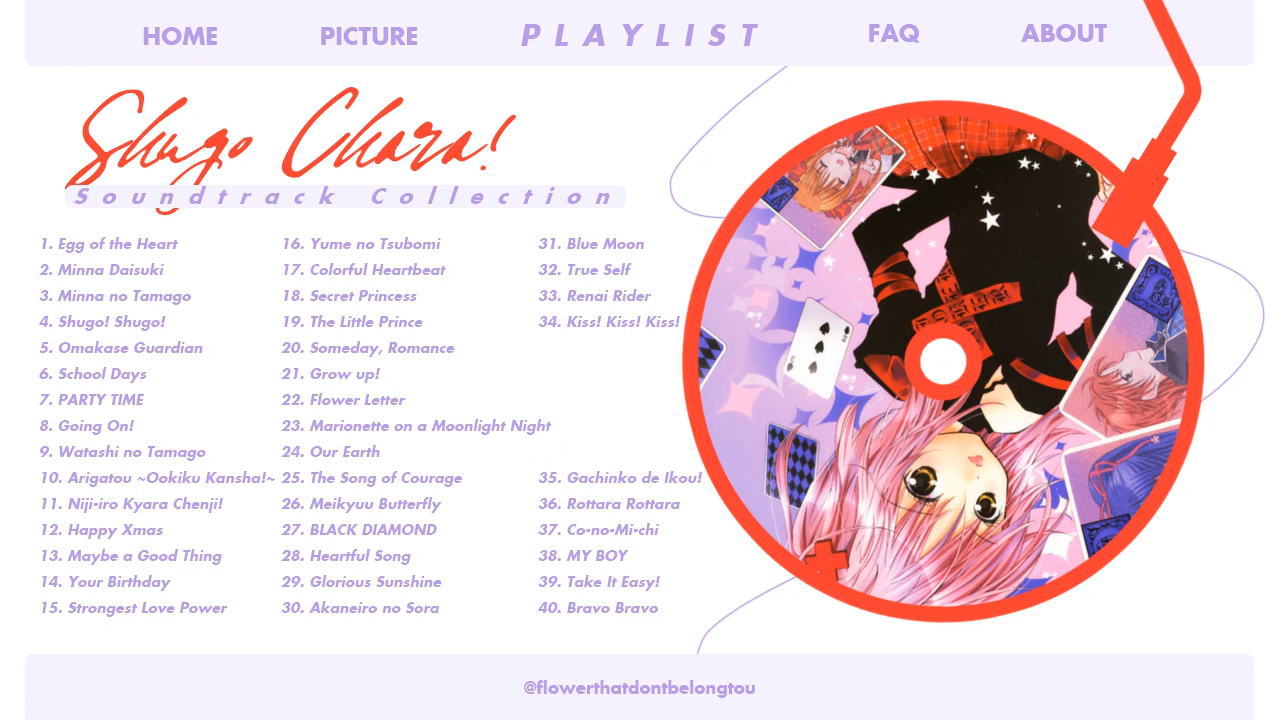 HOME PICTURE PLAYLIST FAQ ABOUT
Shugo Chara!
Soundtrack Collection
1. Egg of the Heart
2. Minna Daisuki
3. Minna no Tamago
4. Shugo! Shugo!
5. Omakase Guardian
6. School Days
7. PARTY TIME
8. Going On!
9. Watashi no Tamago
10. Arigatou ~Ookiku Kansha!~
11. Niji-iro Kyara Chenji!
12. Happy Xmas
13. Maybe a Good Thing
14. Your Birthday
15. Strongest Love Power
16. Yume no Tsubomi
17. Colorful Heartbeat
18. Secret Princess
19. The Little Prince
20. Someday, Romance
21. Grow up!
22. Flower Letter
23. Marionette on a Moonlight Night
24. Our Earth
25. The Song of Courage
26. Meikyuu Butterfly
27. BLACK DIAMOND
28. Heartful Song
29. Glorious Sunshine
30. Akaneiro no Sora
31. Blue Moon
32. True Self
33. Renai Rider
34. Kiss! Kiss! Kiss!
35. Gachinko de Ikou!
36. Rottara Rottara
37. Co-no-Mi-chi
38. MY BOY
39. Take It Easy!
40. Bravo Bravo
@flowerthatdontbelongtou